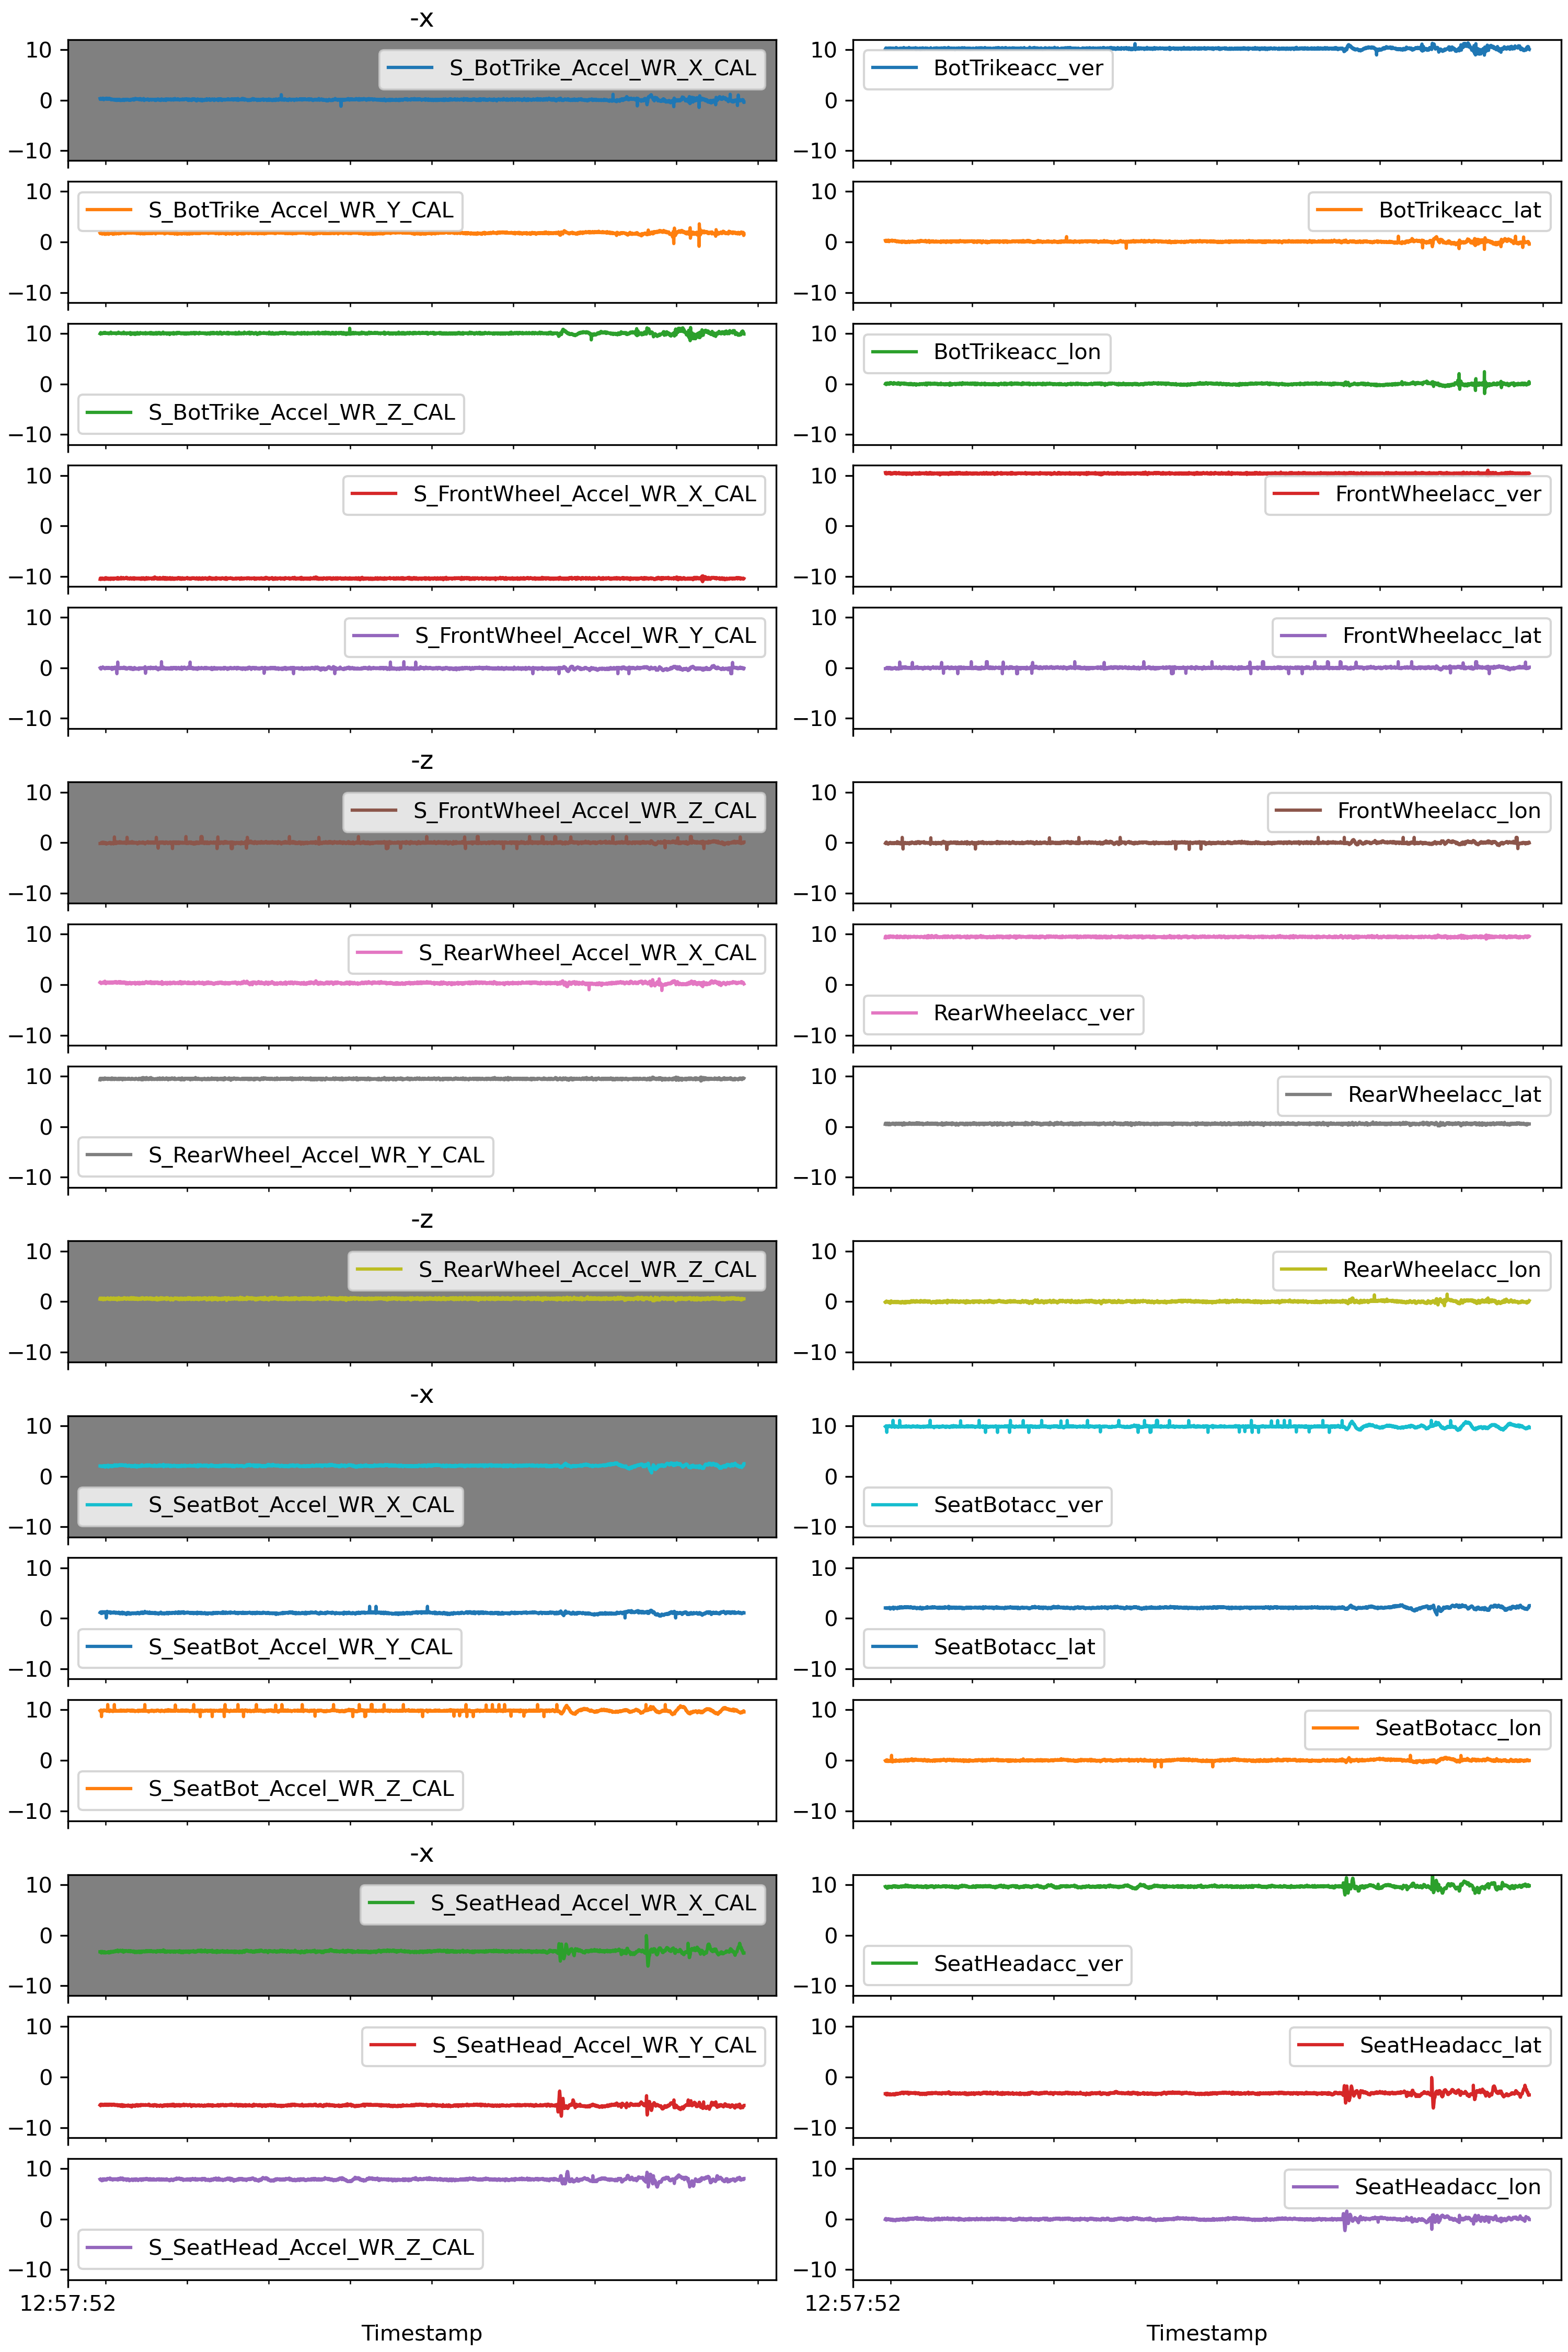 -x
10
0
−10
S_BotTrike_Accel_WR_X_CAL
BotTrikeacc_ver
10
0
−10
S_BotTrike_Accel_WR_Y_CAL
10
0
−10
BotTrikeacc_lat
10
0
−10
S_BotTrike_Accel_WR_Z_CAL
10
0
−10
BotTrikeacc_lon
10
0
−10
S_FrontWheel_Accel_WR_X_CAL
10
0
−10
FrontWheelacc_ver
10
0
−10
S_FrontWheel_Accel_WR_Y_CAL
10
0
−10
FrontWheelacc_lat
10
0
−10
-z
10
0
−10
S_FrontWheel_Accel_WR_Z_CAL
10
0
−10
FrontWheelacc_lon
10
0
−10
S_RearWheel_Accel_WR_X_CAL
10
0
−10
RearWheelacc_ver
10
0
−10
S_RearWheel_Accel_WR_Y_CAL
10
0
−10
RearWheelacc_lat
-z
10
0
−10
S_RearWheel_Accel_WR_Z_CAL
10
0
−10
RearWheelacc_lon
-x
10
0
−10
S_SeatBot_Accel_WR_X_CAL
10
0
−10
SeatBotacc_ver
10
0
−10
S_SeatBot_Accel_WR_Y_CAL
10
0
−10
SeatBotacc_lat
10
0
−10
S_SeatBot_Accel_WR_Z_CAL
10
0
−10
SeatBotacc_lon
-x
10
0
−10
S_SeatHead_Accel_WR_X_CAL
10
0
−10
SeatHeadacc_ver
10
0
−10
S_SeatHead_Accel_WR_Y_CAL
10
0
−10
SeatHeadacc_lat
10
0
−10
S_SeatHead_Accel_WR_Z_CAL
10
0
−10
SeatHeadacc_lon
12:57:52
Timestamp
12:57:52
Timestamp